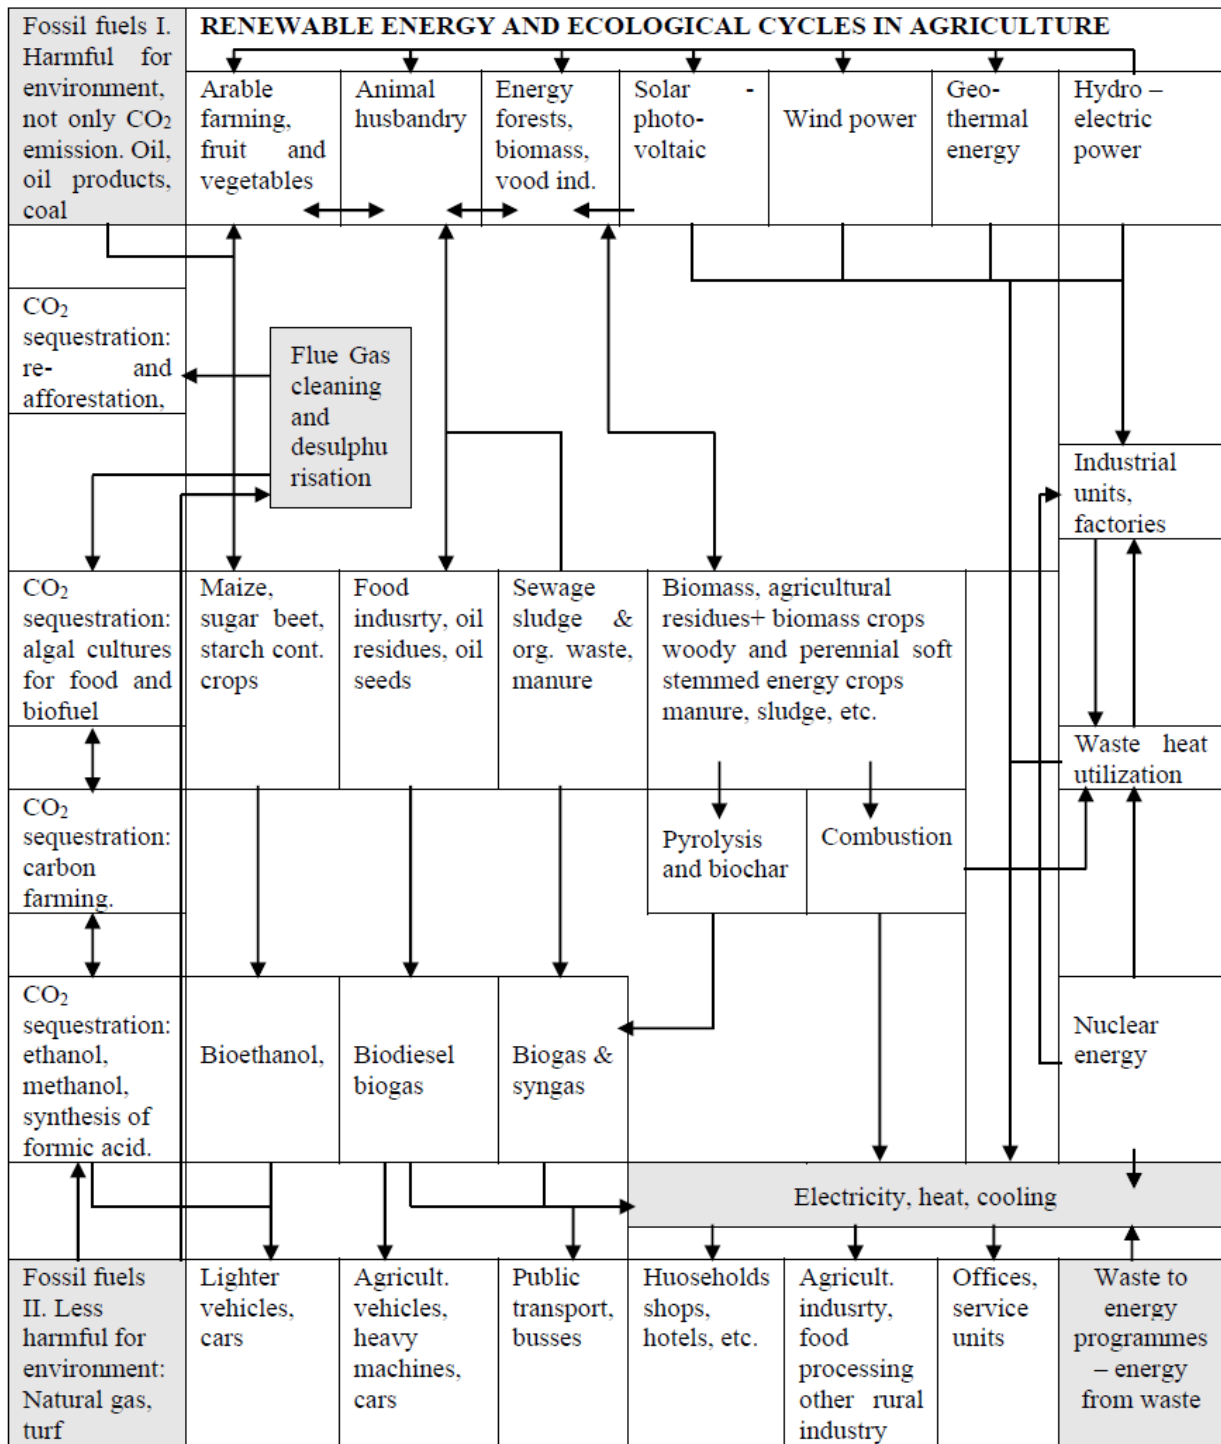 Fossil fuels I.
Harmful for
environment,
not only CO₂
emission. Oil,
oil products,
coal
RENEWABLE ENERGY AND ECOLOGICAL CYCLES IN AGRICULTURE
Arable
farming,
fruit and
vegetables
Animal
husbandry
Energy
forests,
biomass,
vood ind.
Solar -
photo-
voltaic
Wind power
Geo-
thermal
energy
Hydro –
electric
power
CO₂
sequestration:
re- and
afforestation,
Flue Gas
cleaning
and
desulphu
risation
Industrial
units,
factories
CO₂
sequestration:
algal cultures
for food and
biofuel
Maize,
sugar beet,
starch cont.
crops
Food
indusrty, oil
residues, oil
seeds
Sewage
sludge &
org. waste,
manure
Biomass, agricultural
residues+ biomass crops
woody and perennial soft
stemmed energy crops
manure, sludge, etc.
Waste heat
utilization
CO₂
sequestration:
carbon
farming.
Pyrolysis
and biochar
Combustion
CO₂
sequestration:
ethanol,
methanol,
synthesis of
formic acid.
Bioethanol,
Biodiesel
biogas
Biogas &
syngas
Nuclear
energy
Electricity, heat, cooling
Fossil fuels
II. Less
harmful for
environment:
Natural gas,
turf
Lighter
vehicles,
cars
Agricult.
vehicles,
heavy
machines,
cars
Public
transport,
busses
Huoseholds
shops,
hotels, etc.
Agricult.
indusrty,
food
processing
other rural
industry
Offices,
service
units
Waste to
energy
programmes
– energy
from waste